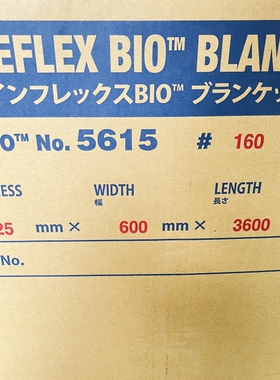 EFLEX BIO™ BLAN
インフレックスBIO™ ブランケッ
O™ No. 5615 # 160
ESS WIDTH LENGTH
幅 長さ
25 mm × 600 mm × 3600
No.